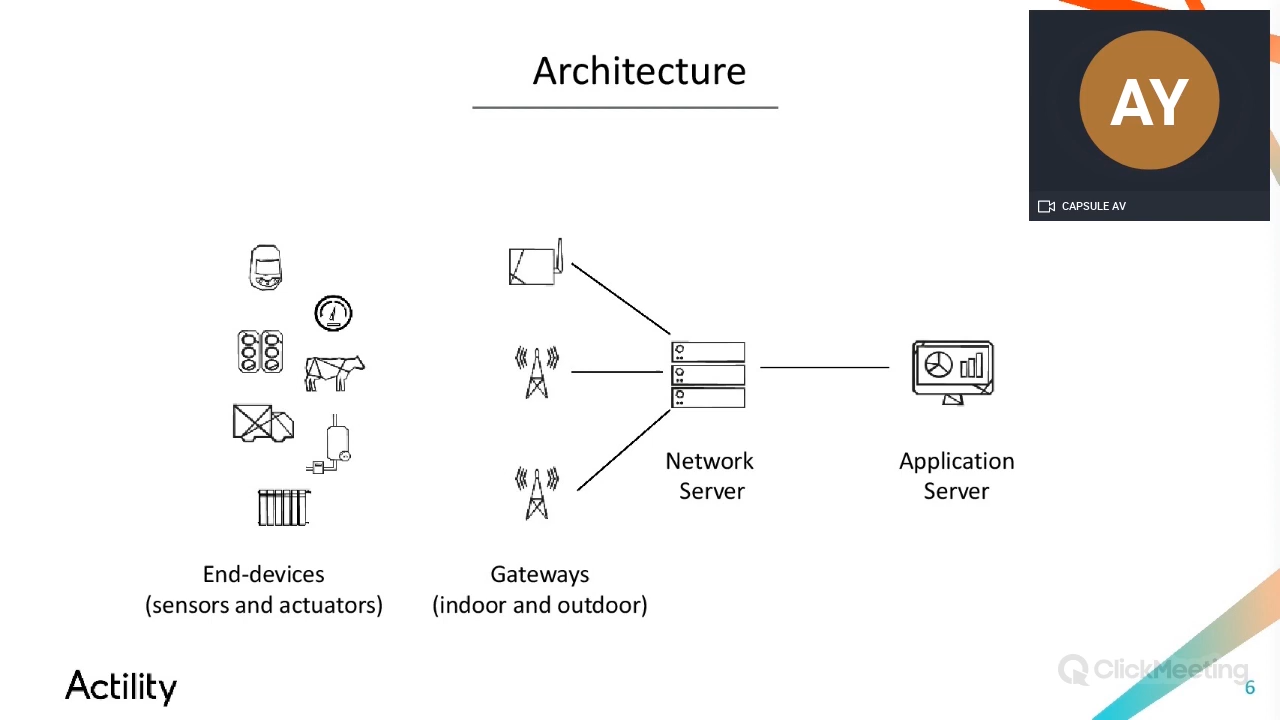 Architecture
AY
CAPSULE AV
Network
Server
Application
Server
End-devices
(sensors and actuators)
Gateways
(indoor and outdoor)
Actility
ClickMeeting
6